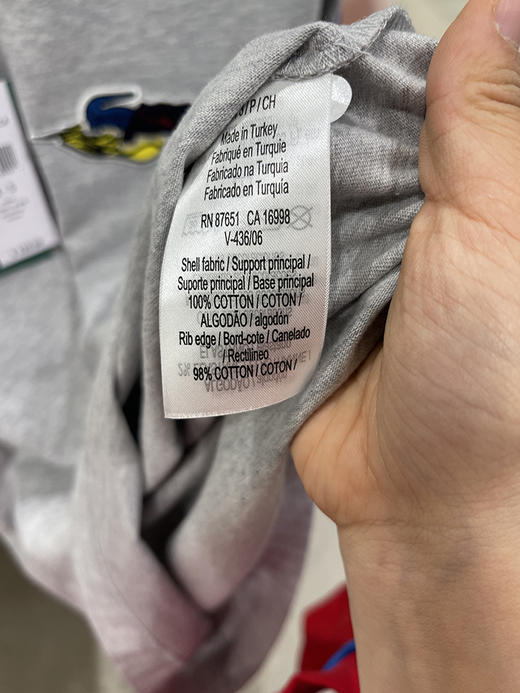 3 / P / CH
Made in Turkey
Fabriqué en Turquie
Fabricado na Turquia
Fabricado en Turquía
RN 87651 CA 16998
V-436/06
Shell fabric / Support principal /
Suporte principal / Base principal
100% COTTON / COTON /
ALGODÃO / algodón
Rib edge / Bord-cote / Canelado
/ Rectilíneo
98% COTTON / COTON /